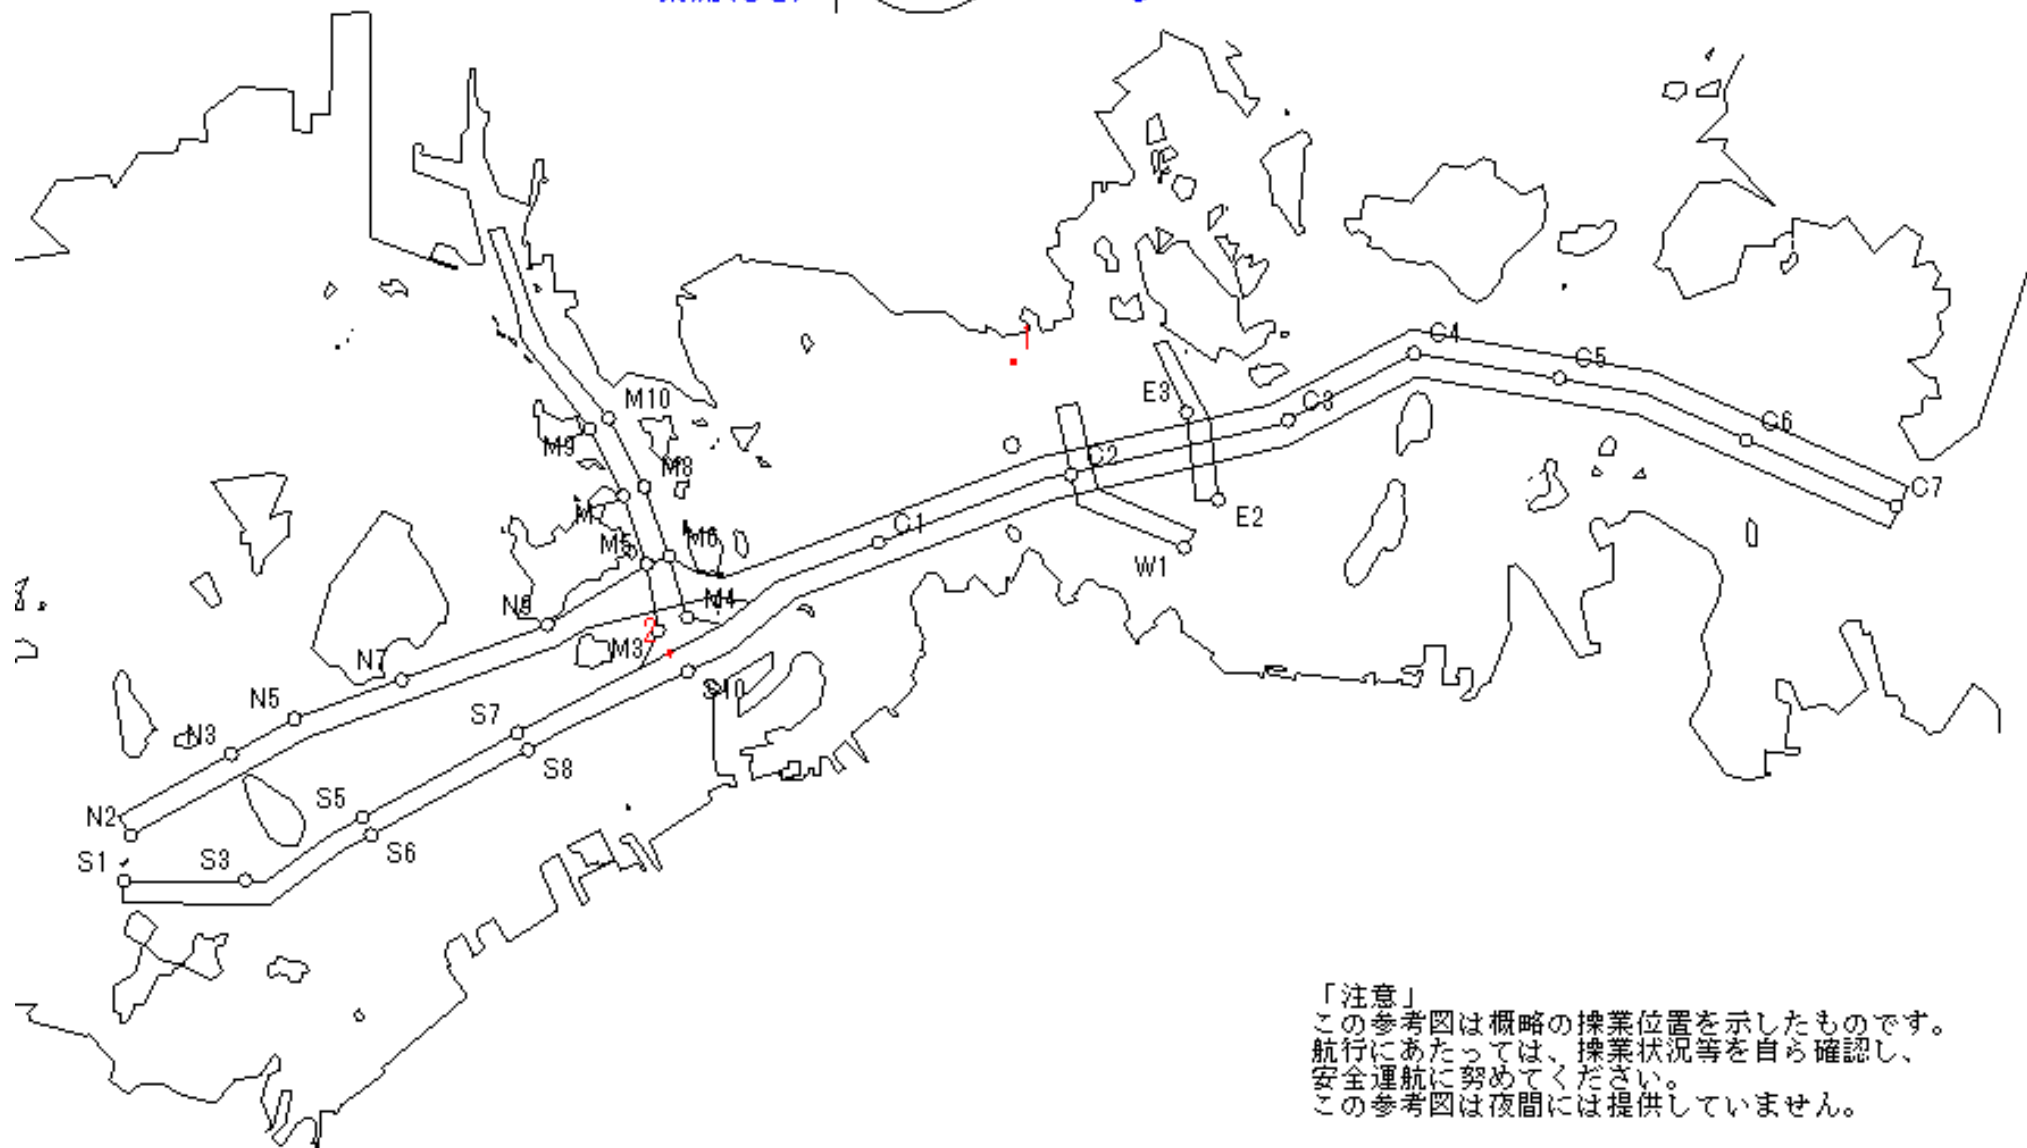 C4
C5
E3
M10
C3
C6
M9
C2
M8
C7
M7
E2
C1
M5
M6
W1
N9
M4
2
M3
N7
S10
N5
S7
N3
S8
S5
N2
S6
S1
S3
「注意」
この参考図は概略の操業位置を示したものです。
航行にあたっては、操業状況等を自ら確認し、
安全運航に努めてください。
この参考図は夜間には提供していません。